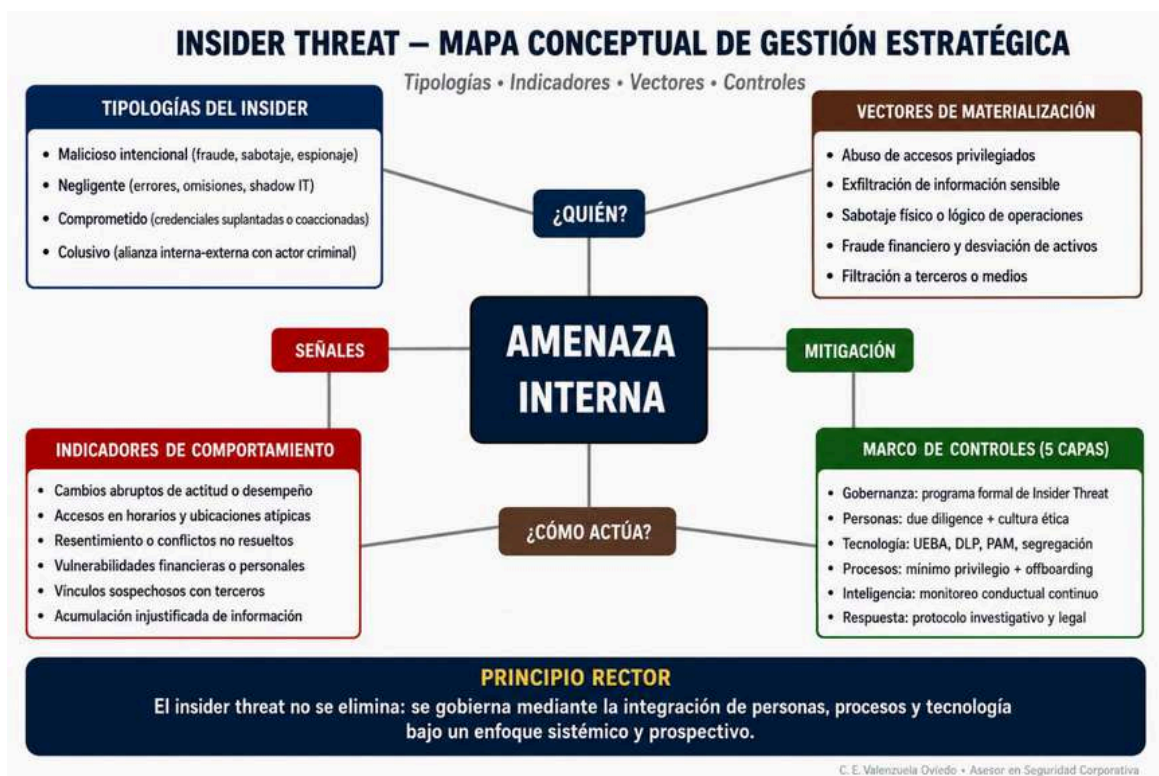 INSIDER THREAT – MAPA CONCEPTUAL DE GESTIÓN ESTRATÉGICA
Tipologías • Indicadores • Vectores • Controles
TIPOLOGÍAS DEL INSIDER
• Malicioso intencional (fraude, sabotaje, espionaje)
• Negligente (errores, omisiones, shadow IT)
• Comprometido (credenciales suplantadas o coaccionadas)
• Colusivo (alianza interna-externa con actor criminal)
¿QUIÉN?
VECTORES DE MATERIALIZACIÓN
• Abuso de accesos privilegiados
• Exfiltración de información sensible
• Sabotaje físico o lógico de operaciones
• Fraude financiero y desviación de activos
• Filtración a terceros o medios
SEÑALES
AMENAZA
INTERNA
MITIGACIÓN
INDICADORES DE COMPORTAMIENTO
• Cambios abruptos de actitud o desempeño
• Accesos en horarios y ubicaciones atípicas
• Resentimiento o conflictos no resueltos
• Vulnerabilidades financieras o personales
• Vínculos sospechosos con terceros
• Acumulación injustificada de información
¿CÓMO ACTÚA?
MARCO DE CONTROLES (5 CAPAS)
• Gobernanza: programa formal de Insider Threat
• Personas: due diligence + cultura ética
• Tecnología: UEBA, DLP, PAM, segregación
• Procesos: mínimo privilegio + offboarding
• Inteligencia: monitoreo conductual continuo
• Respuesta: protocolo investigativo y legal
PRINCIPIO RECTOR
El insider threat no se elimina: se gobierna mediante la integración de personas, procesos y tecnología
bajo un enfoque sistémico y prospectivo.
C. E. Valenzuela Oviedo • Asesor en Seguridad Corporativa